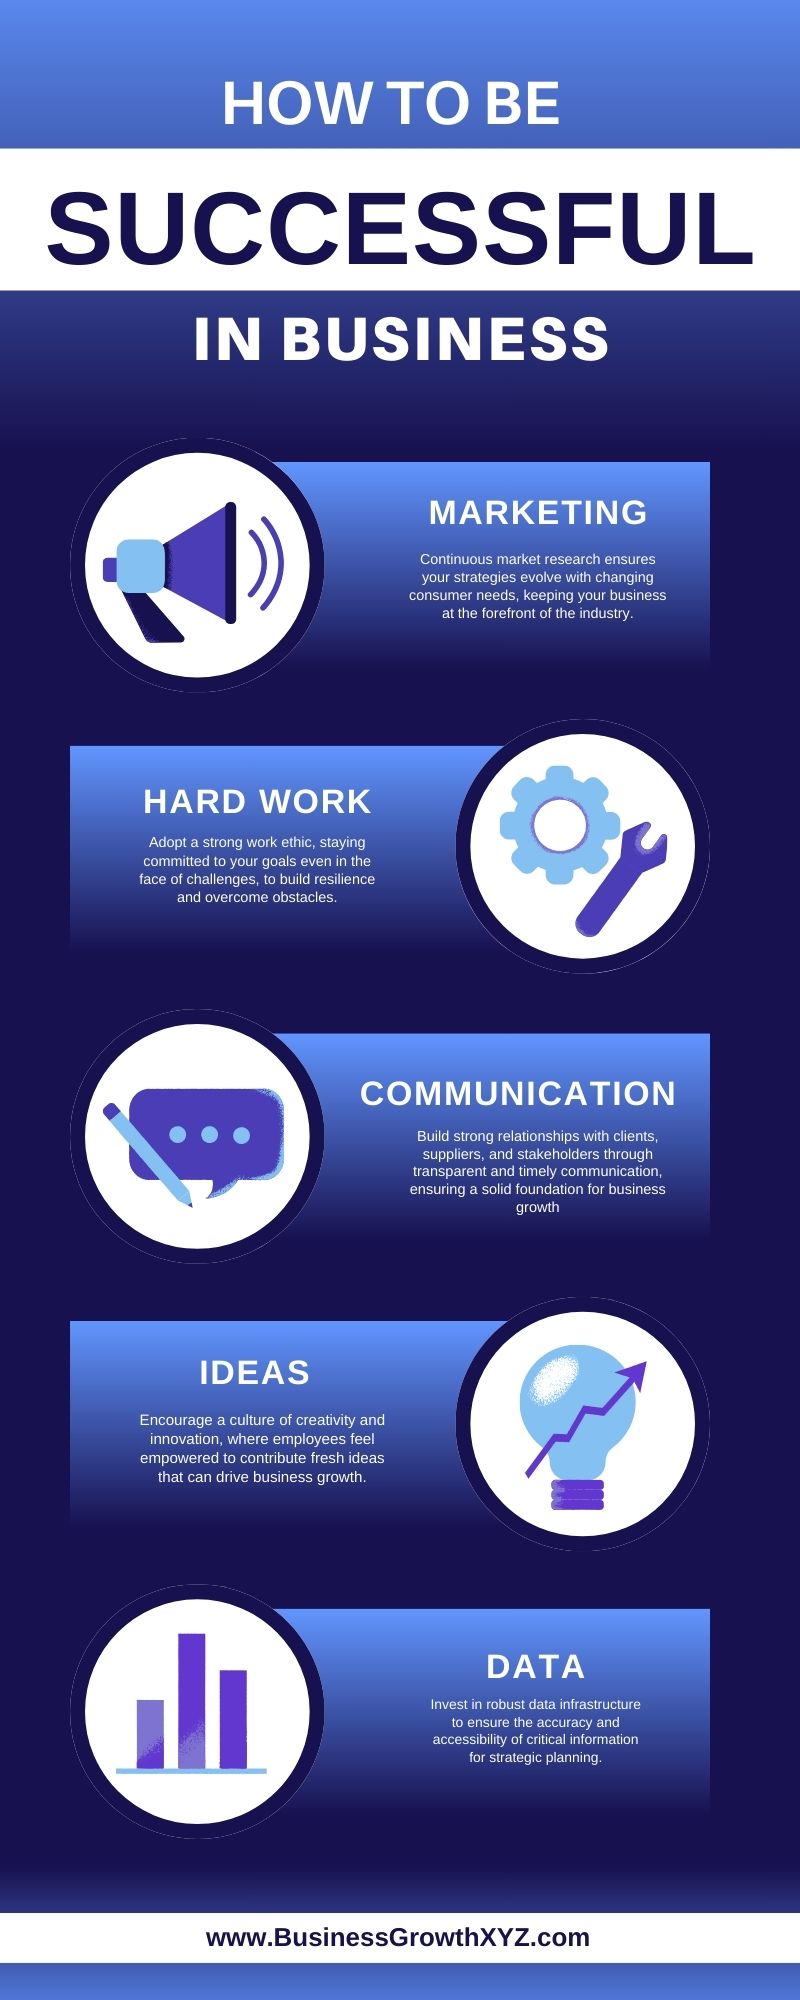 HOW TO BE
SUCCESSFUL
IN BUSINESS
MARKETING
Continuous market research ensures
your strategies evolve with changing
consumer needs, keeping your business
at the forefront of the industry.
HARD WORK
Adopt a strong work ethic, staying
committed to your goals even in the
face of challenges, to build resilience
and overcome obstacles.
COMMUNICATION
Build strong relationships with clients,
suppliers, and stakeholders through
transparent and timely communication,
ensuring a solid foundation for business
growth
IDEAS
Encourage a culture of creativity and
innovation, where employees feel
empowered to contribute fresh ideas
that can drive business growth.
DATA
Invest in robust data infrastructure
to ensure the accuracy and
accessibility of critical information
for strategic planning.
www.BusinessGrowthXYZ.com